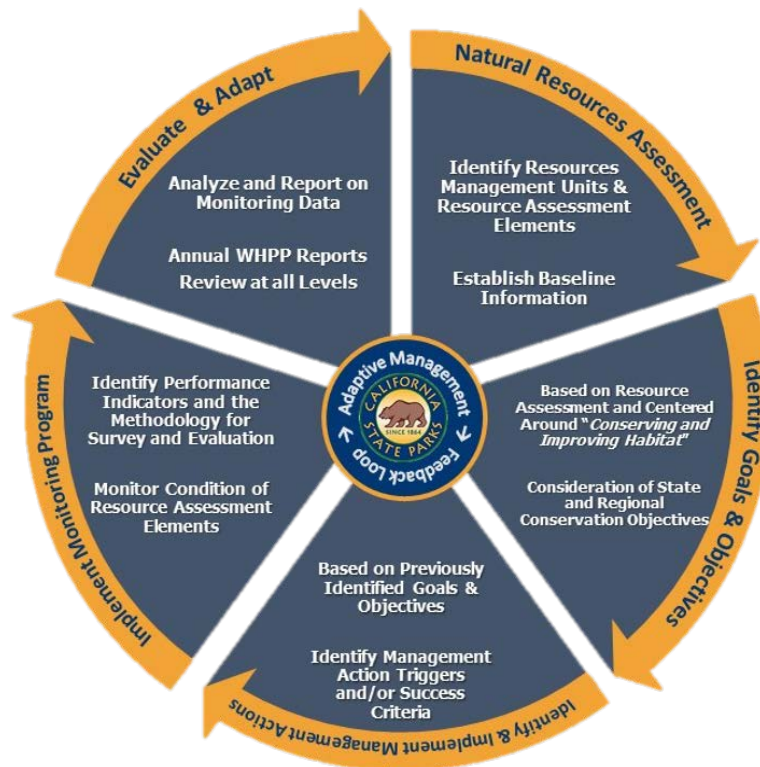 Natural Resources Assessment
Identify Resources
Management Units &
Resource Assessment
Elements
Establish Baseline
Information
Identify Goals & Objectives
Based on Resource
Assessment and Centered
Around "Conserving and
Improving Habitat"
Consideration of State
and Regional
Conservation Objectives
Identify & Implement Management Actions
Based on Previously
Identified Goals &
Objectives
Identify Management
Action Triggers
and/or Success
Criteria
Implement Monitoring Program
Identify Performance
Indicators and the
Methodology for
Survey and Evaluation
Monitor Condition of
Resource Assessment
Elements
Evaluate & Adapt
Analyze and Report on
Monitoring Data
Annual WHPP Reports
Review at all Levels
Adaptive Management
Feedback Loop
CALIFORNIA
SINCE 1864
STATE PARKS